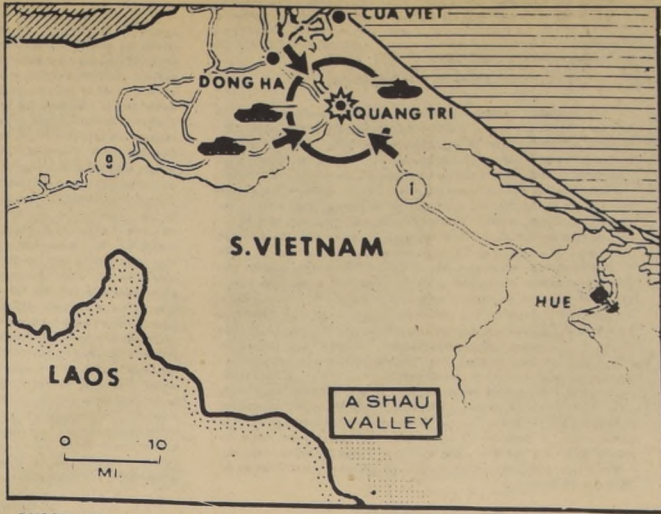 CUA VIET
DONG HA
QUANG TRI
9
1
S. VIETNAM
HUE
LAOS
A SHAU
VALLEY
0 10
MI.